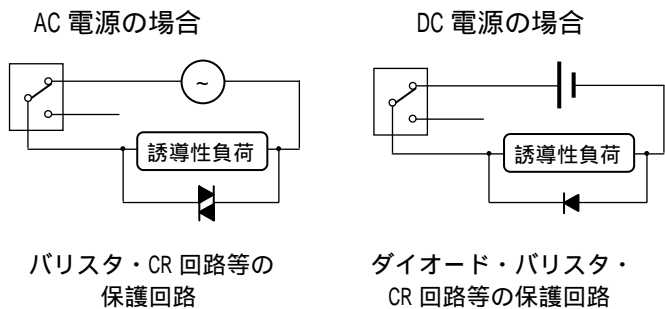 AC 電源の場合
~
誘導性負荷
バリスタ・CR 回路等の
保護回路
DC 電源の場合
誘導性負荷
ダイオード・バリスタ・
CR 回路等の保護回路